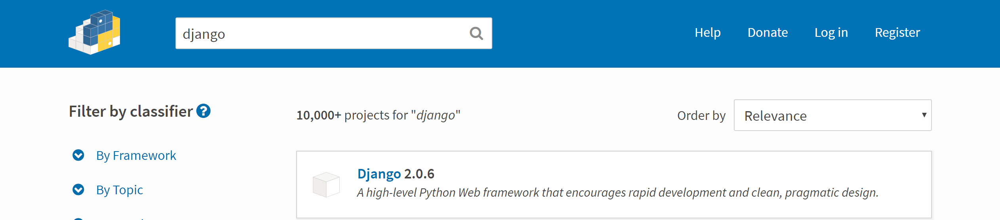 django
Help Donate Log in Register
Filter by classifier
10,000+ projects for "django"
Order by Relevance
By Framework
By Topic
Django 2.0.6
A high-level Python Web framework that encourages rapid development and clean, pragmatic design.